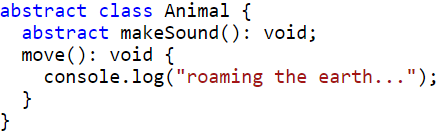 abstract class Animal {
  abstract makeSound(): void;
  move(): void {
    console.log("roaming the earth...");
  }
}